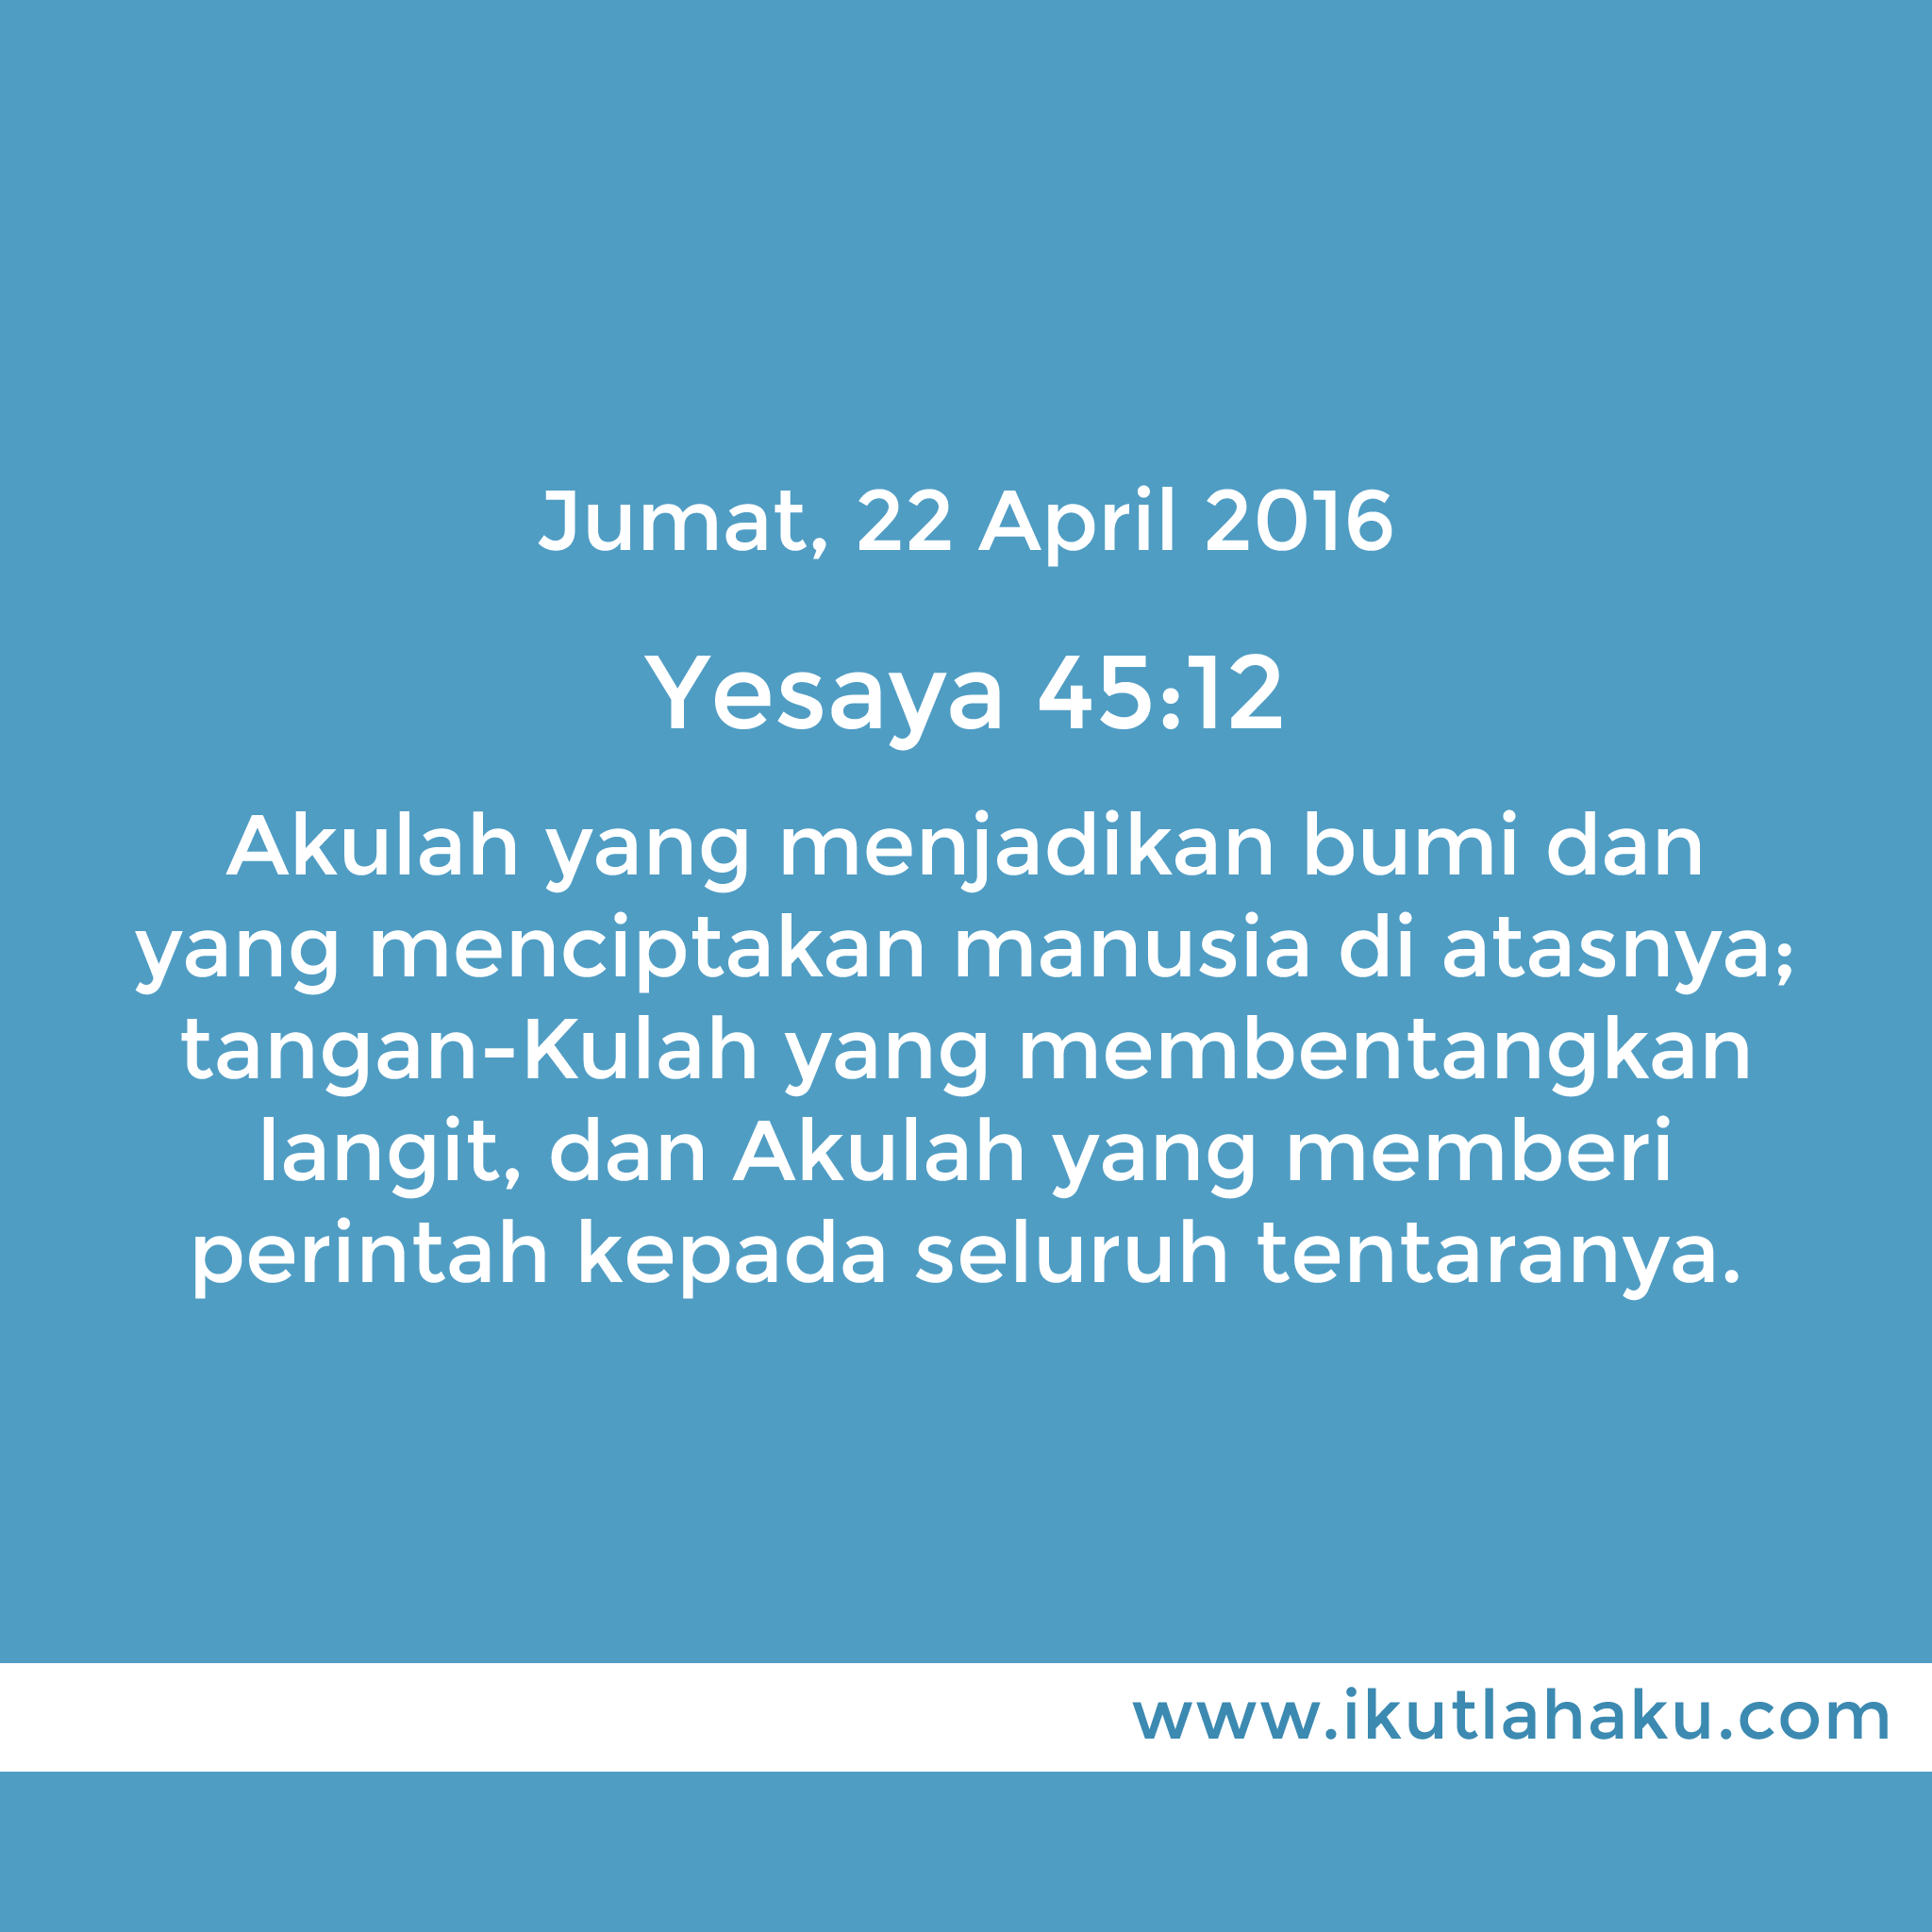 Jumat, 22 April 2016
Yesaya 45:12
Akulah yang menjadikan bumi dan
yang menciptakan manusia di atasnya;
tangan-Kulah yang membentangkan
langit, dan Akulah yang memberi
perintah kepada seluruh tentaranya.
www.ikutlahaku.com